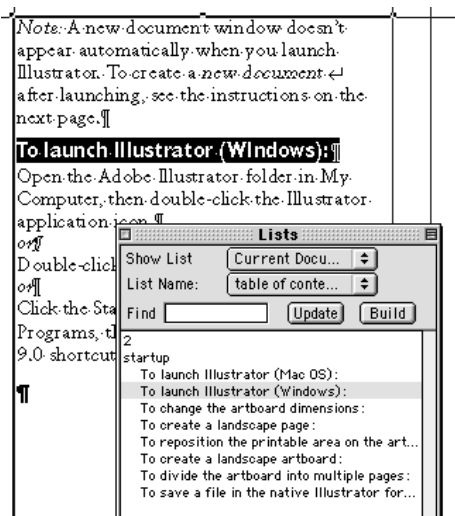 Note: A new document window doesn't
appear automatically when you launch
Illustrator. To create a new document ↵
after launching, see the instructions on the
next page.¶
To launch Illustrator (WIndows):¶
Open the Adobe Illustrator folder in My
Computer, then double-click the Illustrator
application icon.¶
or¶
Double-click
or¶
Click the Sta
Programs, t
9.0 shortcut
¶
Lists
Show List Current Docu...
List Name: table of conte...
Find Update Build
2
startup
To launch Illustrator (Mac OS):
To launch Illustrator (Windows):
To change the artboard dimensions:
To create a landscape page:
To reposition the printable area on the art...
To create a landscape artboard:
To divide the artboard into multiple pages:
To save a file in the native Illustrator for...